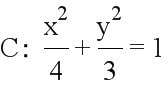 C: x²/4 + y²/3 = 1